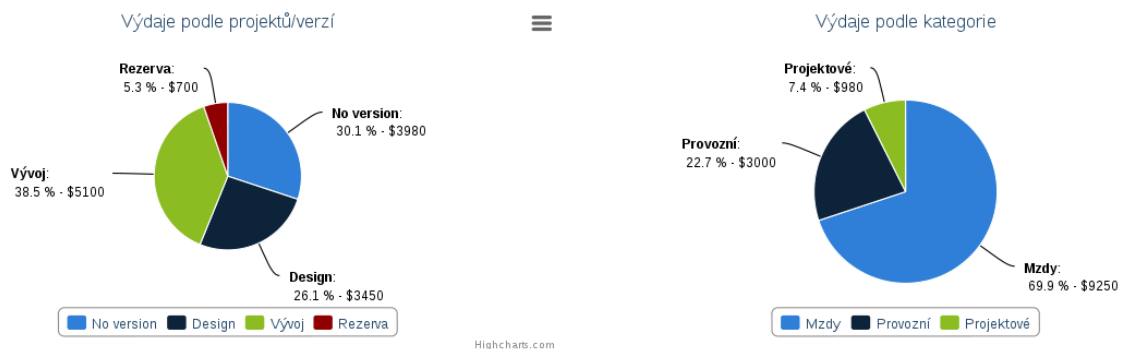 Výdaje podle projektů/verzí
Rezerva:
5.3 % - $700
No version:
30.1 % - $3980
Vývoj:
38.5 % - $5100
Design:
26.1 % - $3450
No version Design Vývoj Rezerva
Highcharts.com
Výdaje podle kategorie
Projektové:
7.4 % - $980
Provozní:
22.7 % - $3000
Mzdy:
69.9 % - $9250
Mzdy Provozní Projektové